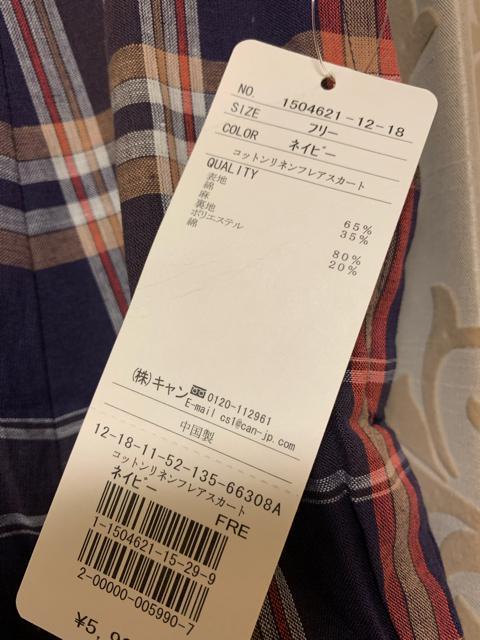 NO. 1504621-12-18
SIZE フリー
COLOR ネイビー
コットンリネンフレアスカート
QUALITY
表地
綿 65%
麻 35%
裏地
ポリエステル 80%
綿 20%
(株)キャン 0120-112961
E-mail cs1@can-jp.com
中国製
12-18-11-52-135-66308A
コットンリネンフレアスカート
ネイビー
FRE
1-1504621-15-29-9
2-00000-005990-7